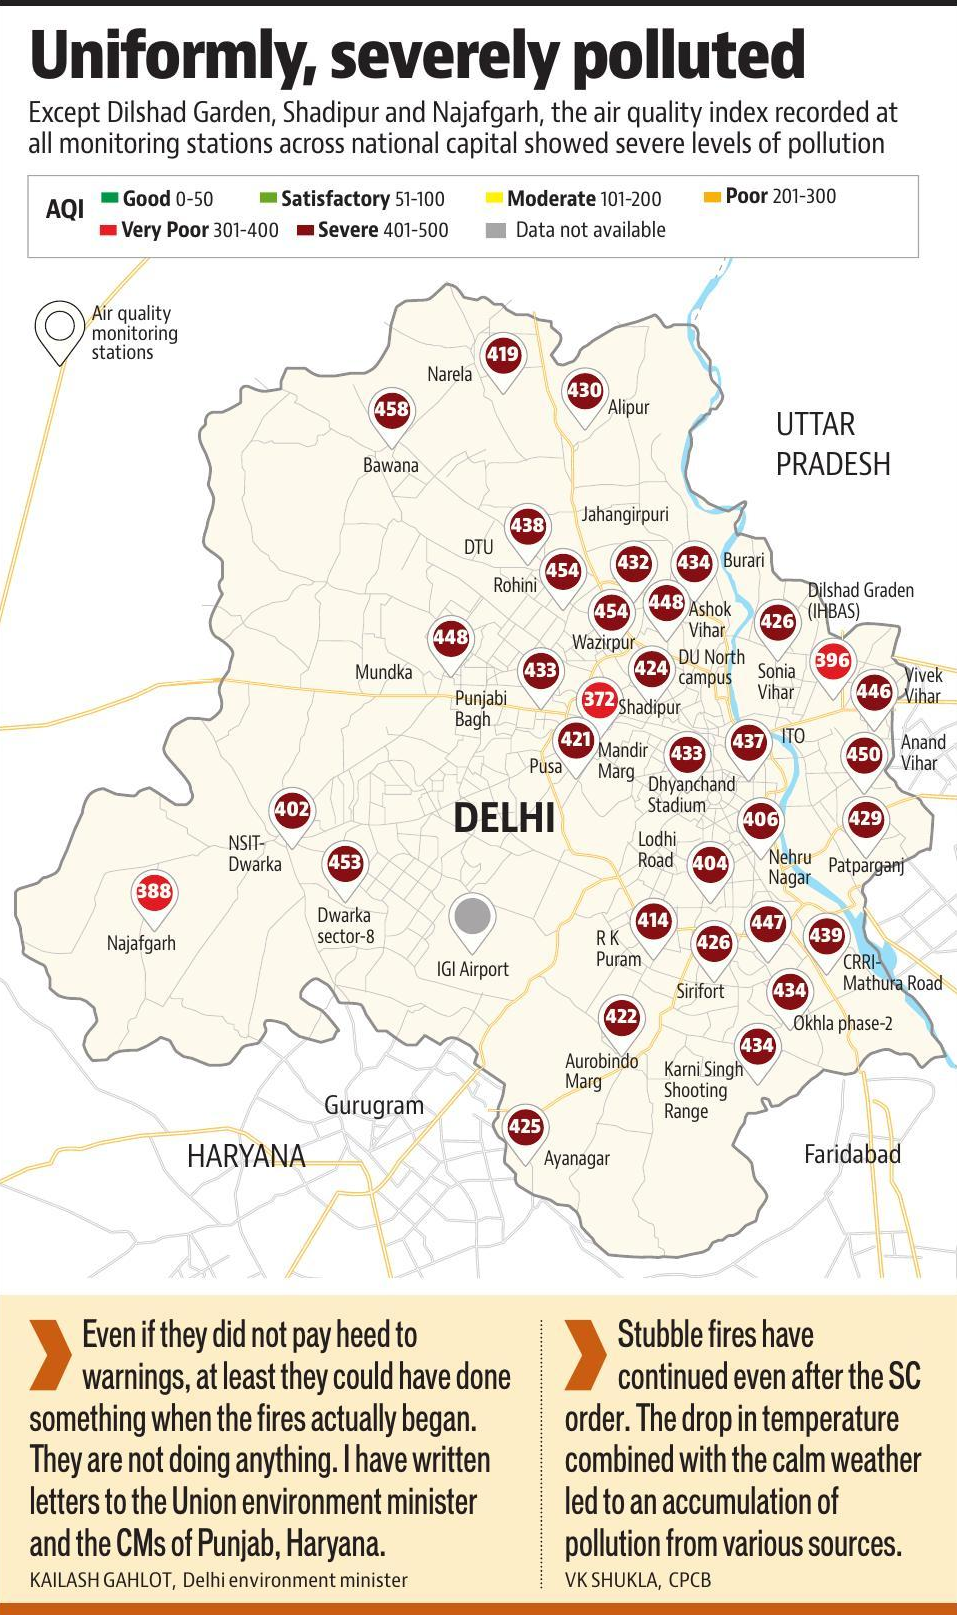 Uniformly, severely polluted
Except Dilshad Garden, Shadipur and Najafgarh, the air quality index recorded at
all monitoring stations across national capital showed severe levels of pollution
AQI
Good 0-50
Satisfactory 51-100
Moderate 101-200
Poor 201-300
Very Poor 301-400
Severe 401-500
Data not available
Air quality
monitoring
stations
419
Narela
430
Alipur
458
Bawana
UTTAR
PRADESH
438
DTU
Jahangirpuri
432
434
Burari
454
Rohini
454
Wazirpur
448
Ashok
Vihar
426
Sonia
Vihar
Dilshad Graden
(IHBAS)
396
448
Mundka
433
Punjabi
Bagh
424
DU North
campus
446
Vivek
Vihar
372
Shadipur
421
Pusa
Mandir
Marg
433
Dhyanchand
Stadium
437
ITO
450
Anand
Vihar
DELHI
402
NSIT-
Dwarka
453
Dwarka
sector-8
388
Najafgarh
IGI Airport
Lodhi
Road
404
406
Nehru
Nagar
429
Patparganj
414
R K
Puram
426
Sirifort
447
439
CRRI-
Mathura Road
434
Okhla phase-2
422
Aurobindo
Marg
434
Karni Singh
Shooting
Range
425
Ayanagar
Gurugram
HARYANA
Faridabad
Even if they did not pay heed to
warnings, at least they could have done
something when the fires actually began.
They are not doing anything. I have written
letters to the Union environment minister
and the CMs of Punjab, Haryana.
KAILASH GAHLOT, Delhi environment minister
Stubble fires have
continued even after the SC
order. The drop in temperature
combined with the calm weather
led to an accumulation of
pollution from various sources.
VK SHUKLA, CPCB